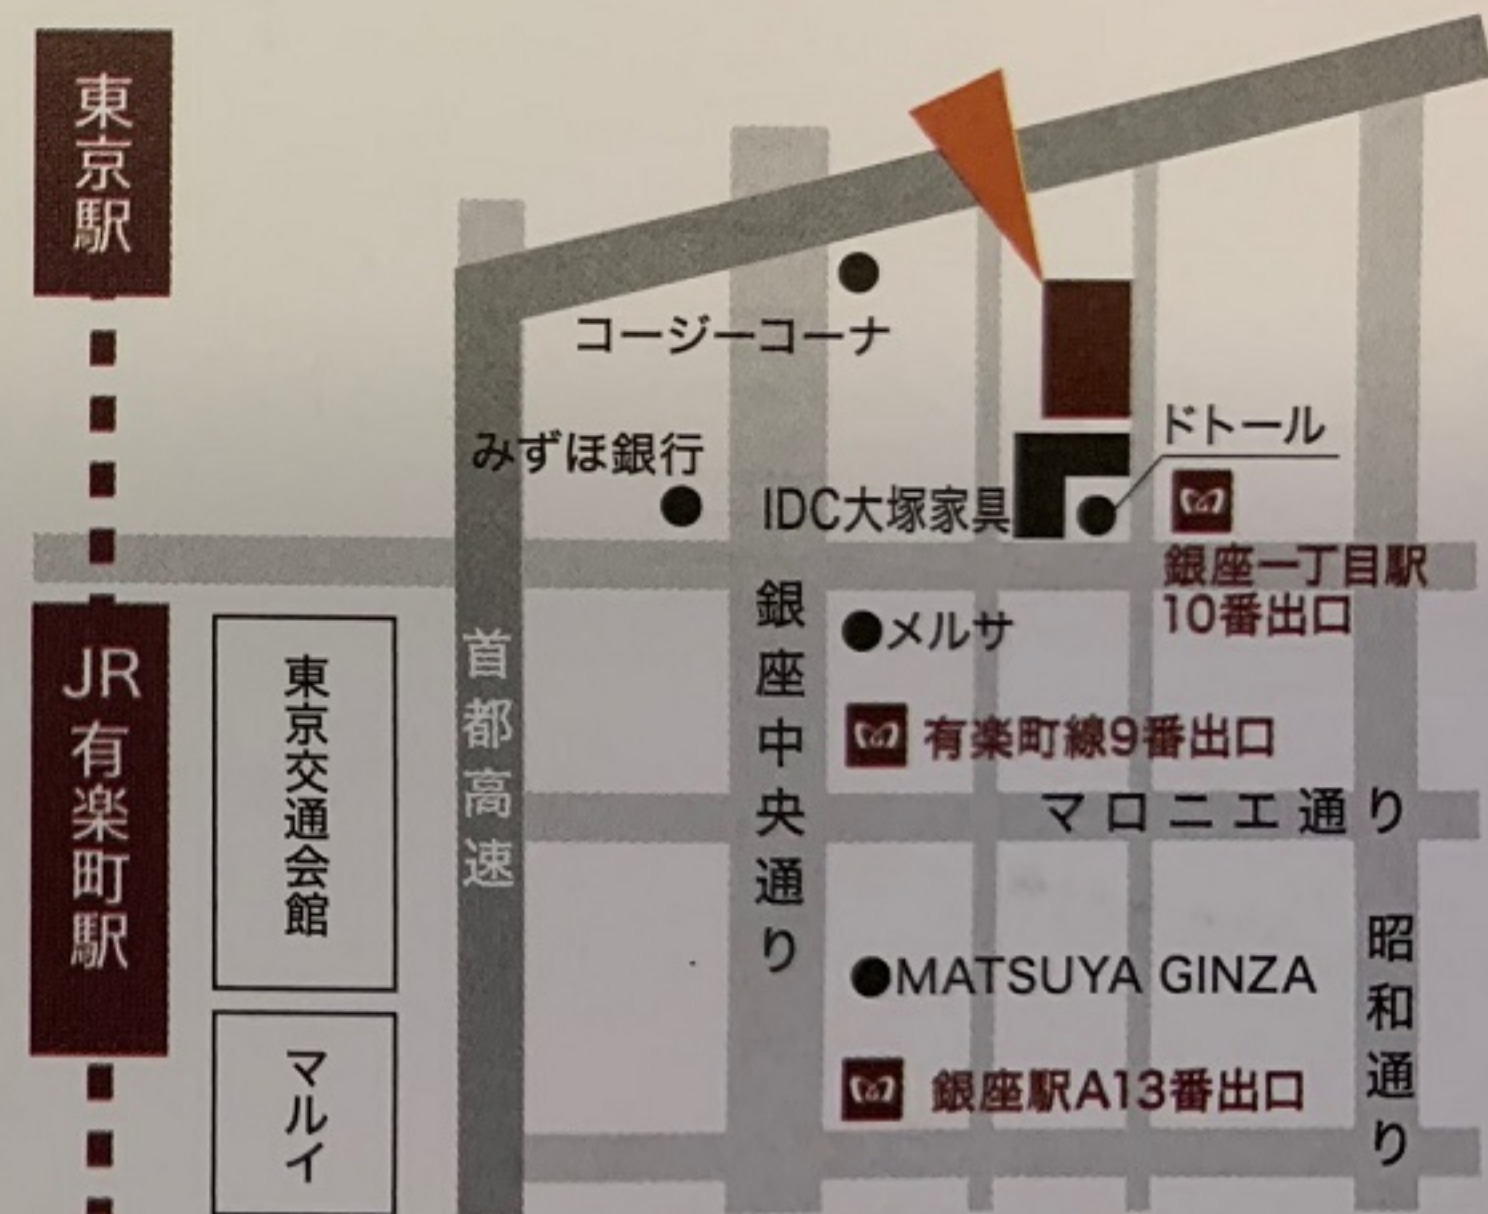 東京駅
コージーコーナ
ドトール
みずほ銀行
IDC大塚家具
銀座一丁目駅
10番出口
JR有楽町駅
東京交通会館
首都高速
銀座中央通り
メルサ
有楽町線9番出口
マロニエ通り
昭和通り
MATSUYA GINZA
マルイ
銀座駅A13番出口